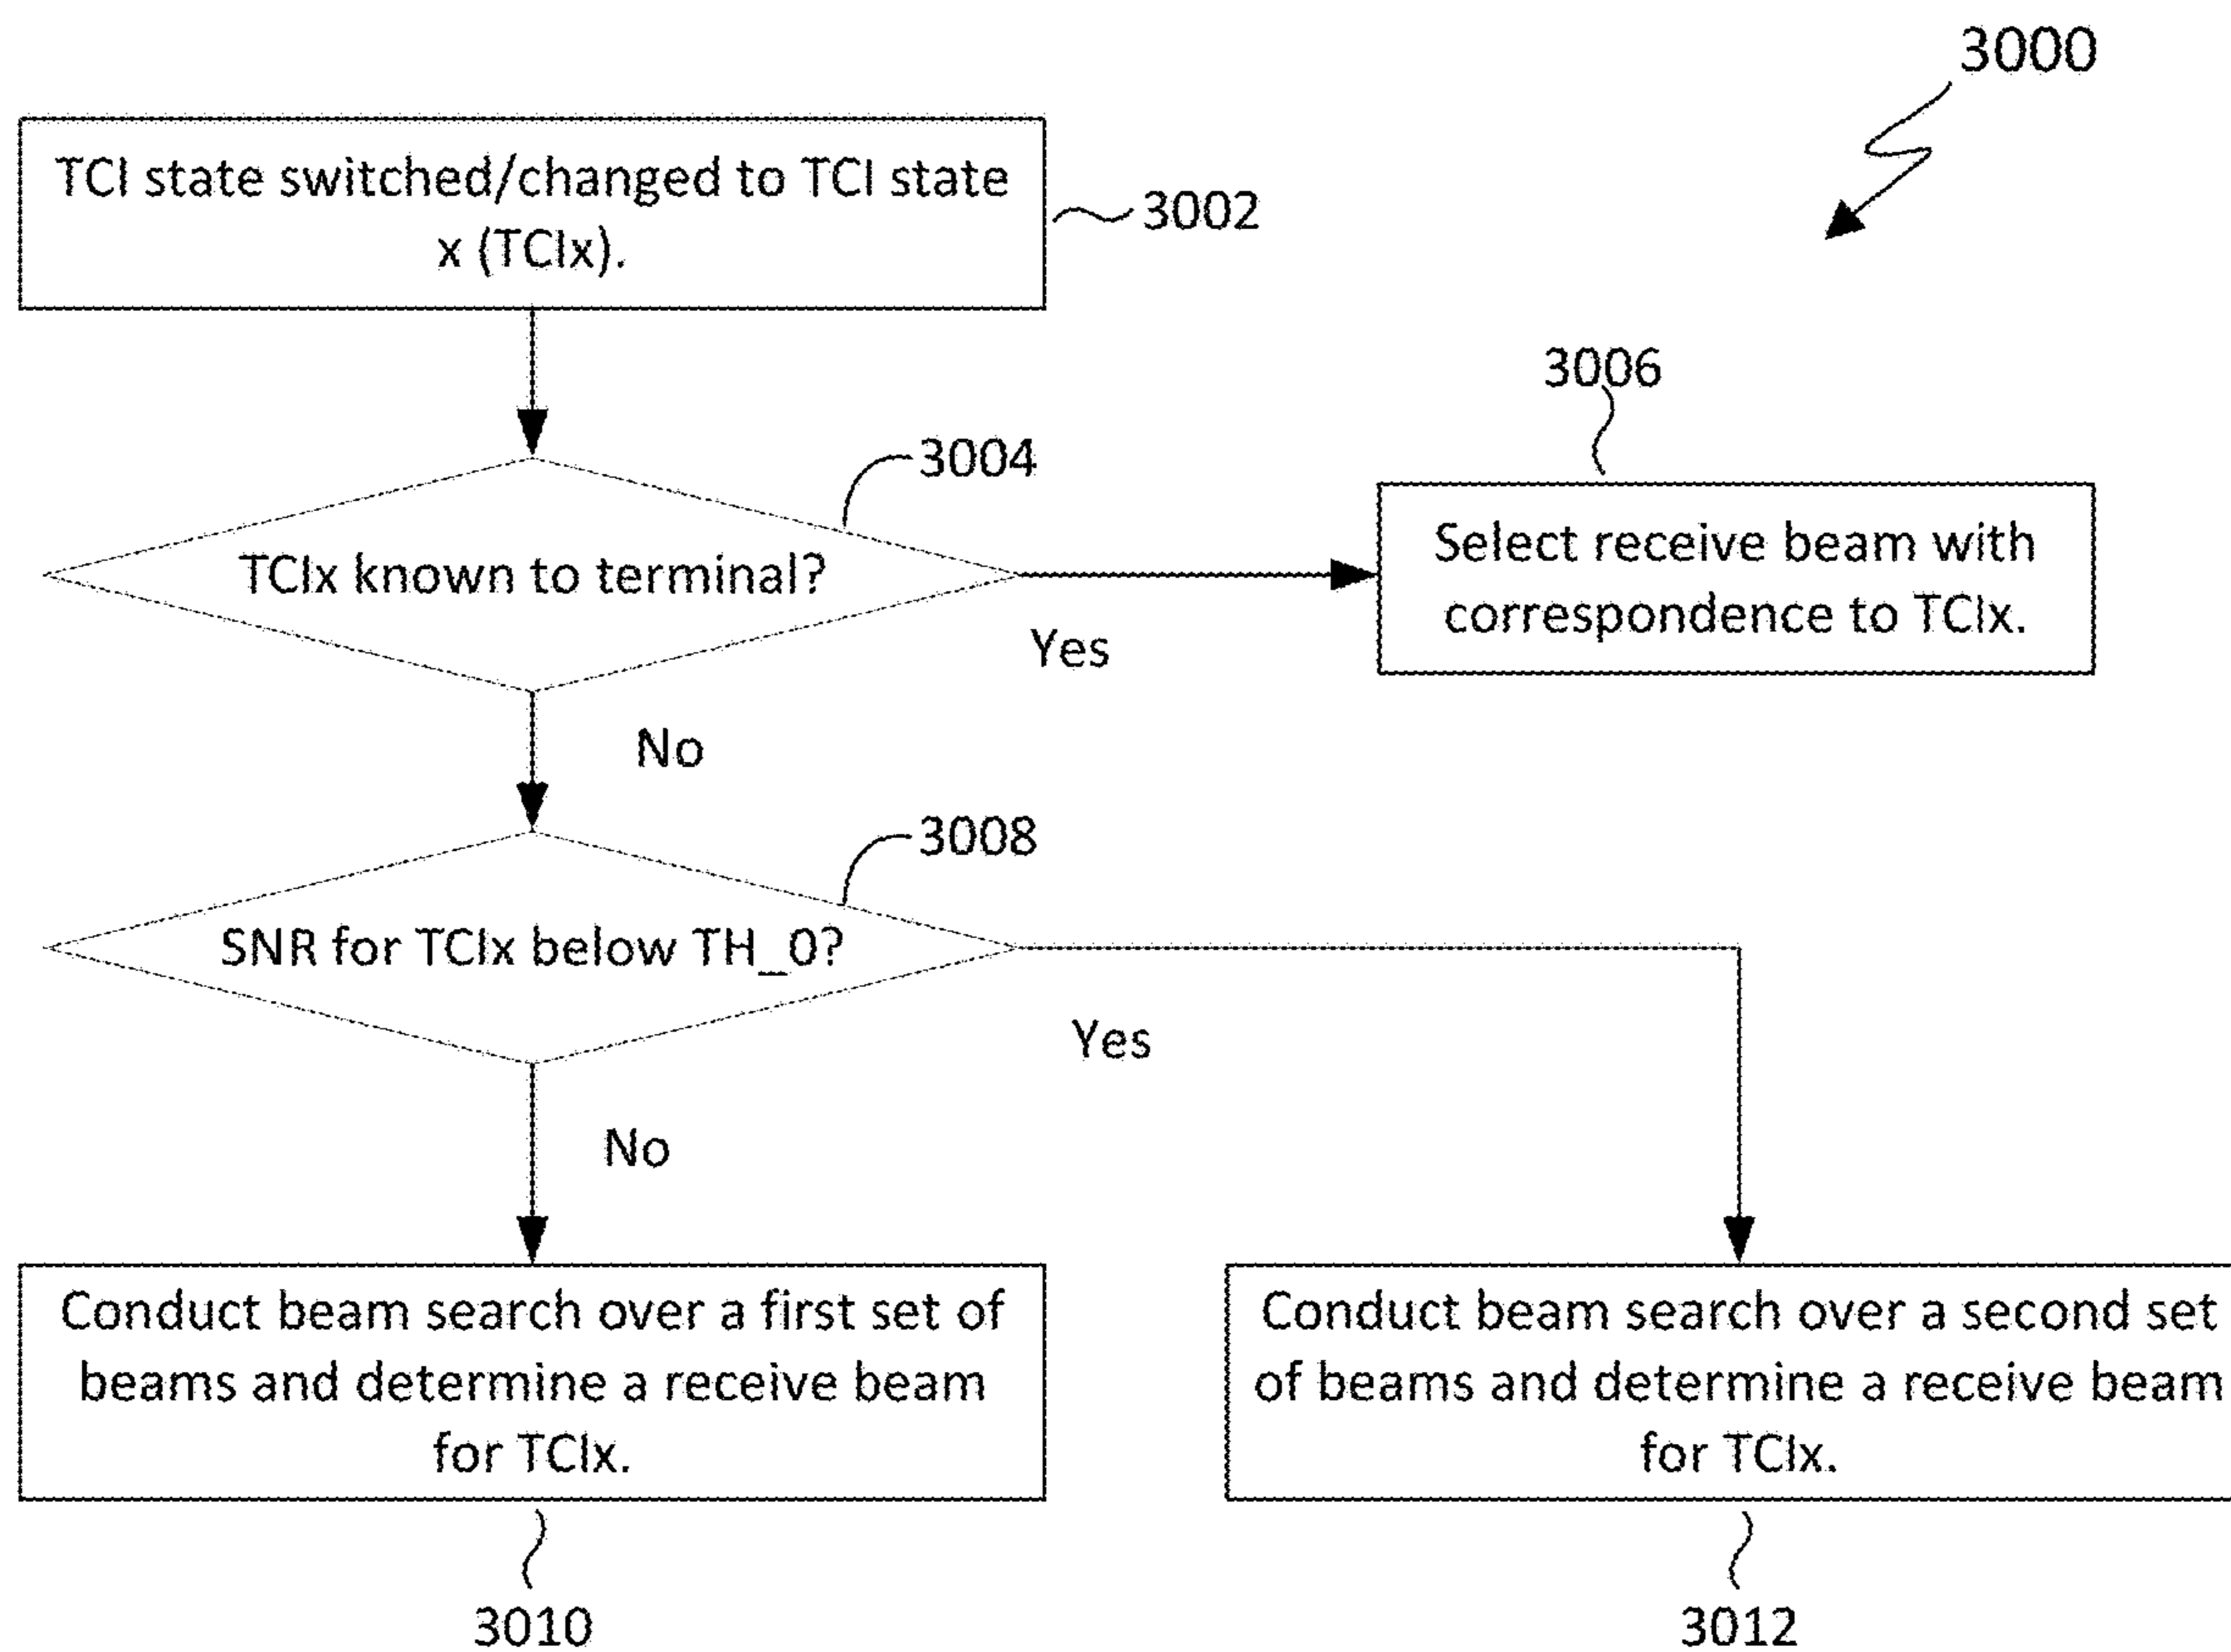 3000
TCI state switched/changed to TCI state
x (TCIx).
3002
3006
3004
TCIx known to terminal?
Select receive beam with
correspondence to TCIx.
Yes
No
3008
SNR for TCIx below TH_0?
Yes
No
Conduct beam search over a first set of
beams and determine a receive beam
for TCIx.
Conduct beam search over a second set
of beams and determine a receive beam
for TCIx.
3010
3012